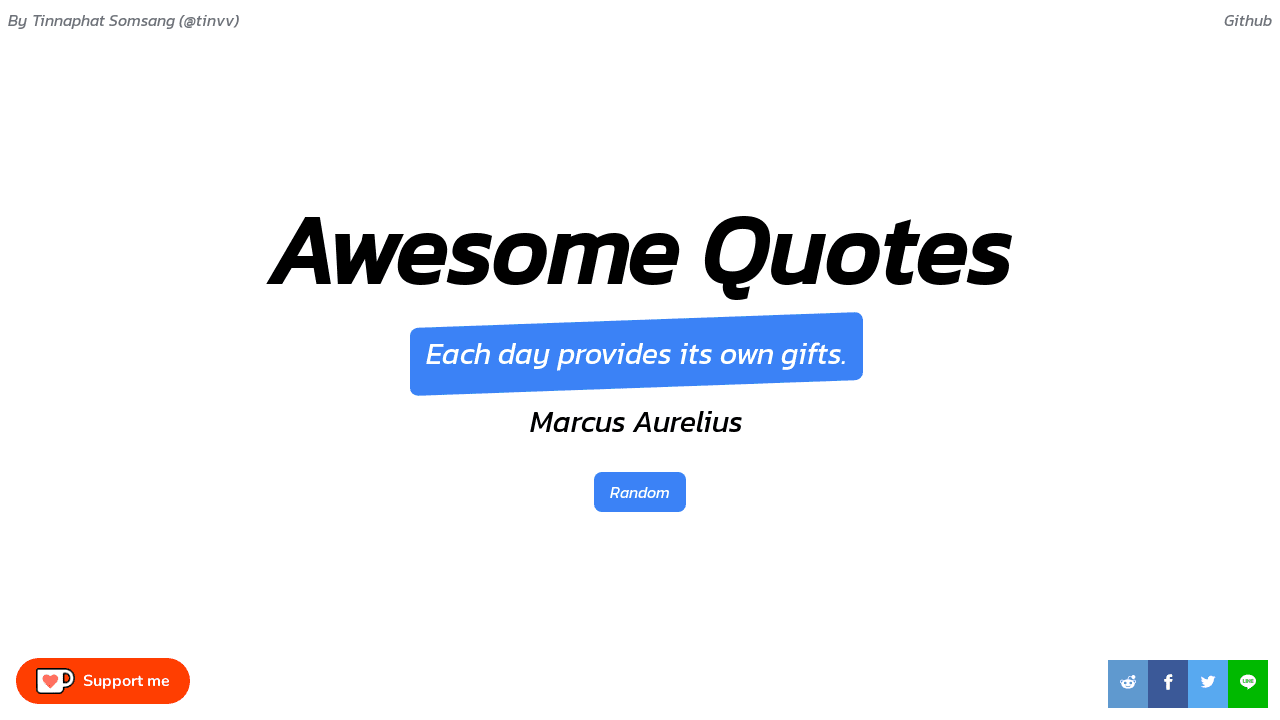 By Tinnaphat Somsang (@tinvv)
Github
Awesome Quotes
Each day provides its own gifts.
Marcus Aurelius
Random
Support me
LINE